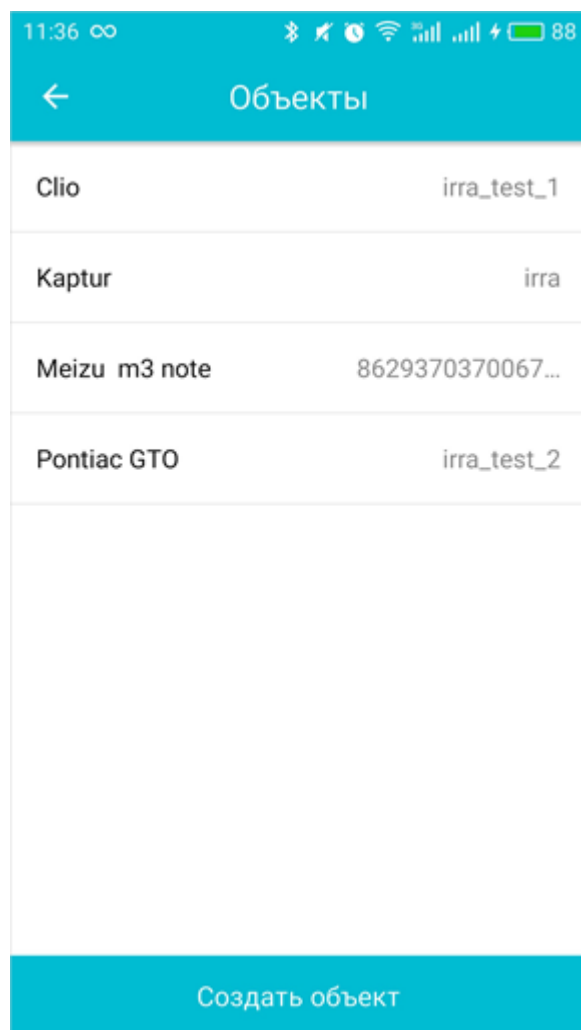 11:36 88
Объекты
Clio irra_test_1
Kaptur irra
Meizu m3 note 8629370370067...
Pontiac GTO irra_test_2
Создать объект